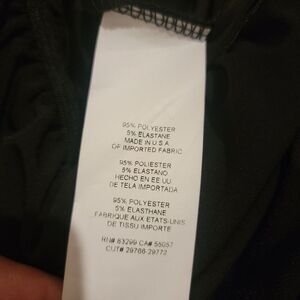 95% POLYESTER
5% ELASTANE
MADE IN U.S.A
OF IMPORTED FABRIC
95% POLIESTER
5% ELASTANO
HECHO EN EE UU
DE TELA IMPORTADA
95% POLYESTER
5% ELASTHANE
FABRIQUE AUX ETATS-UNIS
DE TISSU IMPORTE
RN# 83299 CA# 55057
CUT# 29766-29772